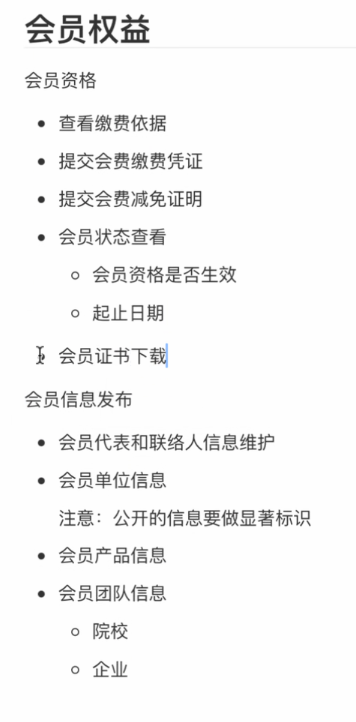 会员权益
会员资格
查看缴费依据
提交会费缴费凭证
提交会费减免证明
会员状态查看
会员资格是否生效
起止日期
会员证书下载
会员信息发布
会员代表和联络人信息维护
会员单位信息
注意：公开的信息要做显著标识
会员产品信息
会员团队信息
院校
企业